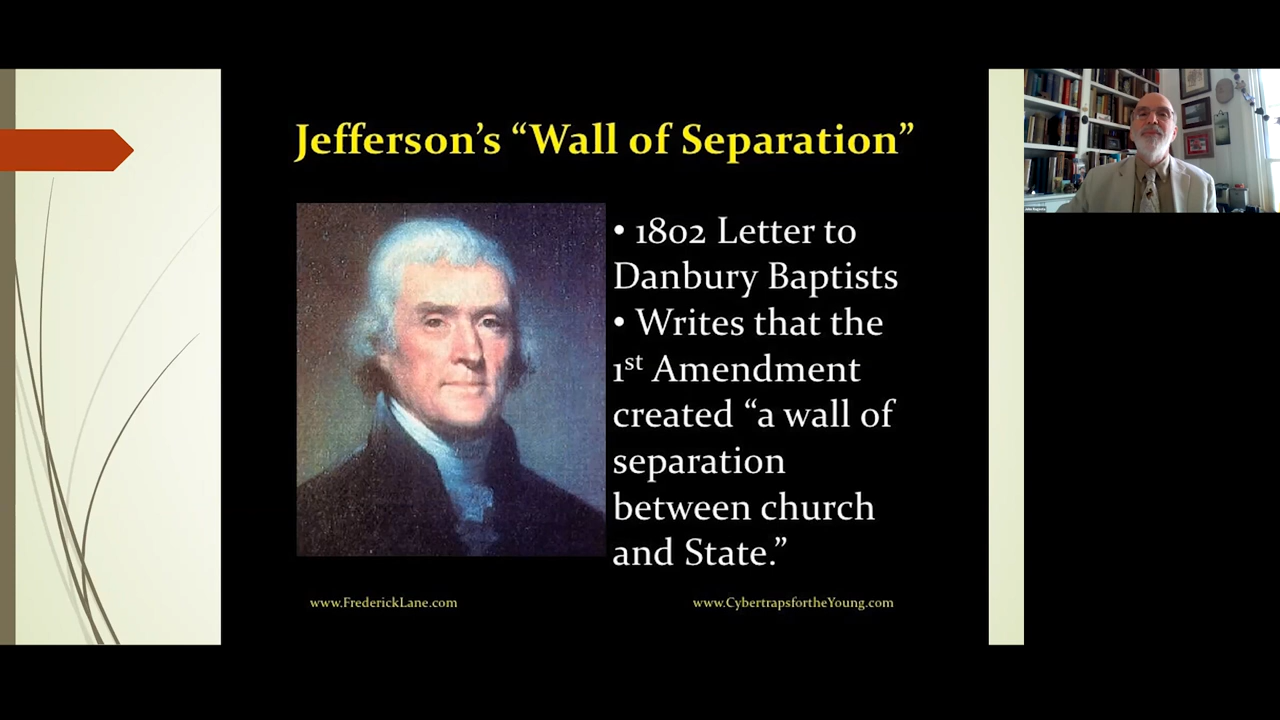 Jefferson’s “Wall of Separation”
• 1802 Letter to
Danbury Baptists
• Writes that the
1st Amendment
created “a wall of
separation
between church
and State.”
www.FrederickLane.com
www.CybertrapsfortheYoung.com